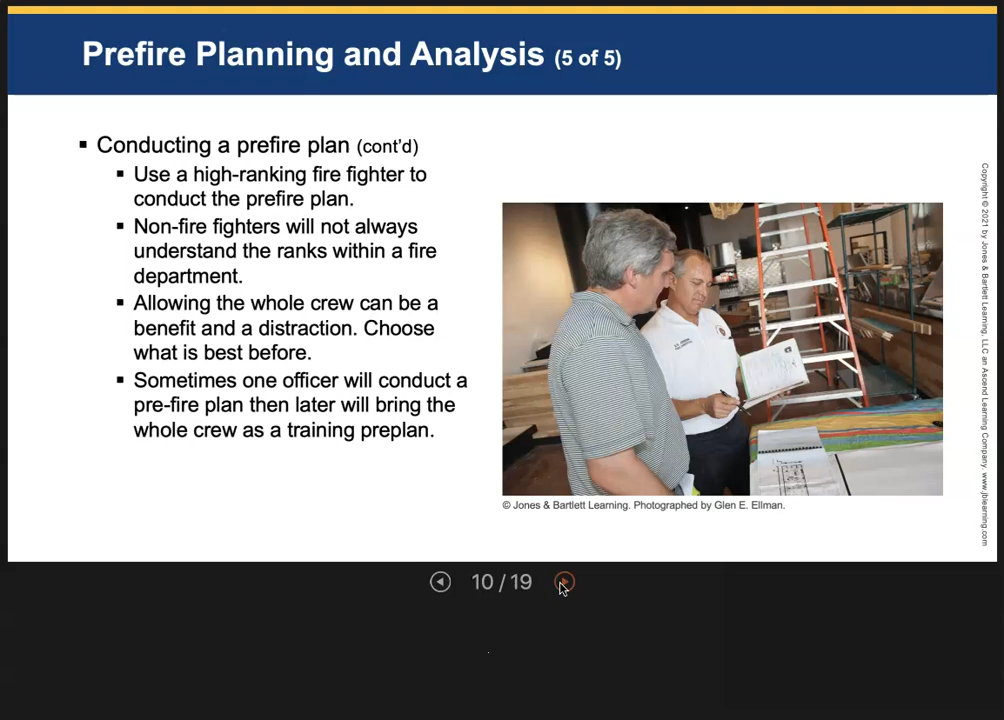 Prefire Planning and Analysis (5 of 5)
▪ Conducting a prefire plan (cont’d)
▪ Use a high-ranking fire fighter to
conduct the prefire plan.
▪ Non-fire fighters will not always
understand the ranks within a fire
department.
▪ Allowing the whole crew can be a
benefit and a distraction. Choose
what is best before.
▪ Sometimes one officer will conduct a
pre-fire plan then later will bring the
whole crew as a training preplan.
© Jones & Bartlett Learning. Photographed by Glen E. Ellman.
Copyright © 2021 by Jones & Bartlett Learning, LLC an Ascend Learning Company. www.jblearning.com
10 / 19